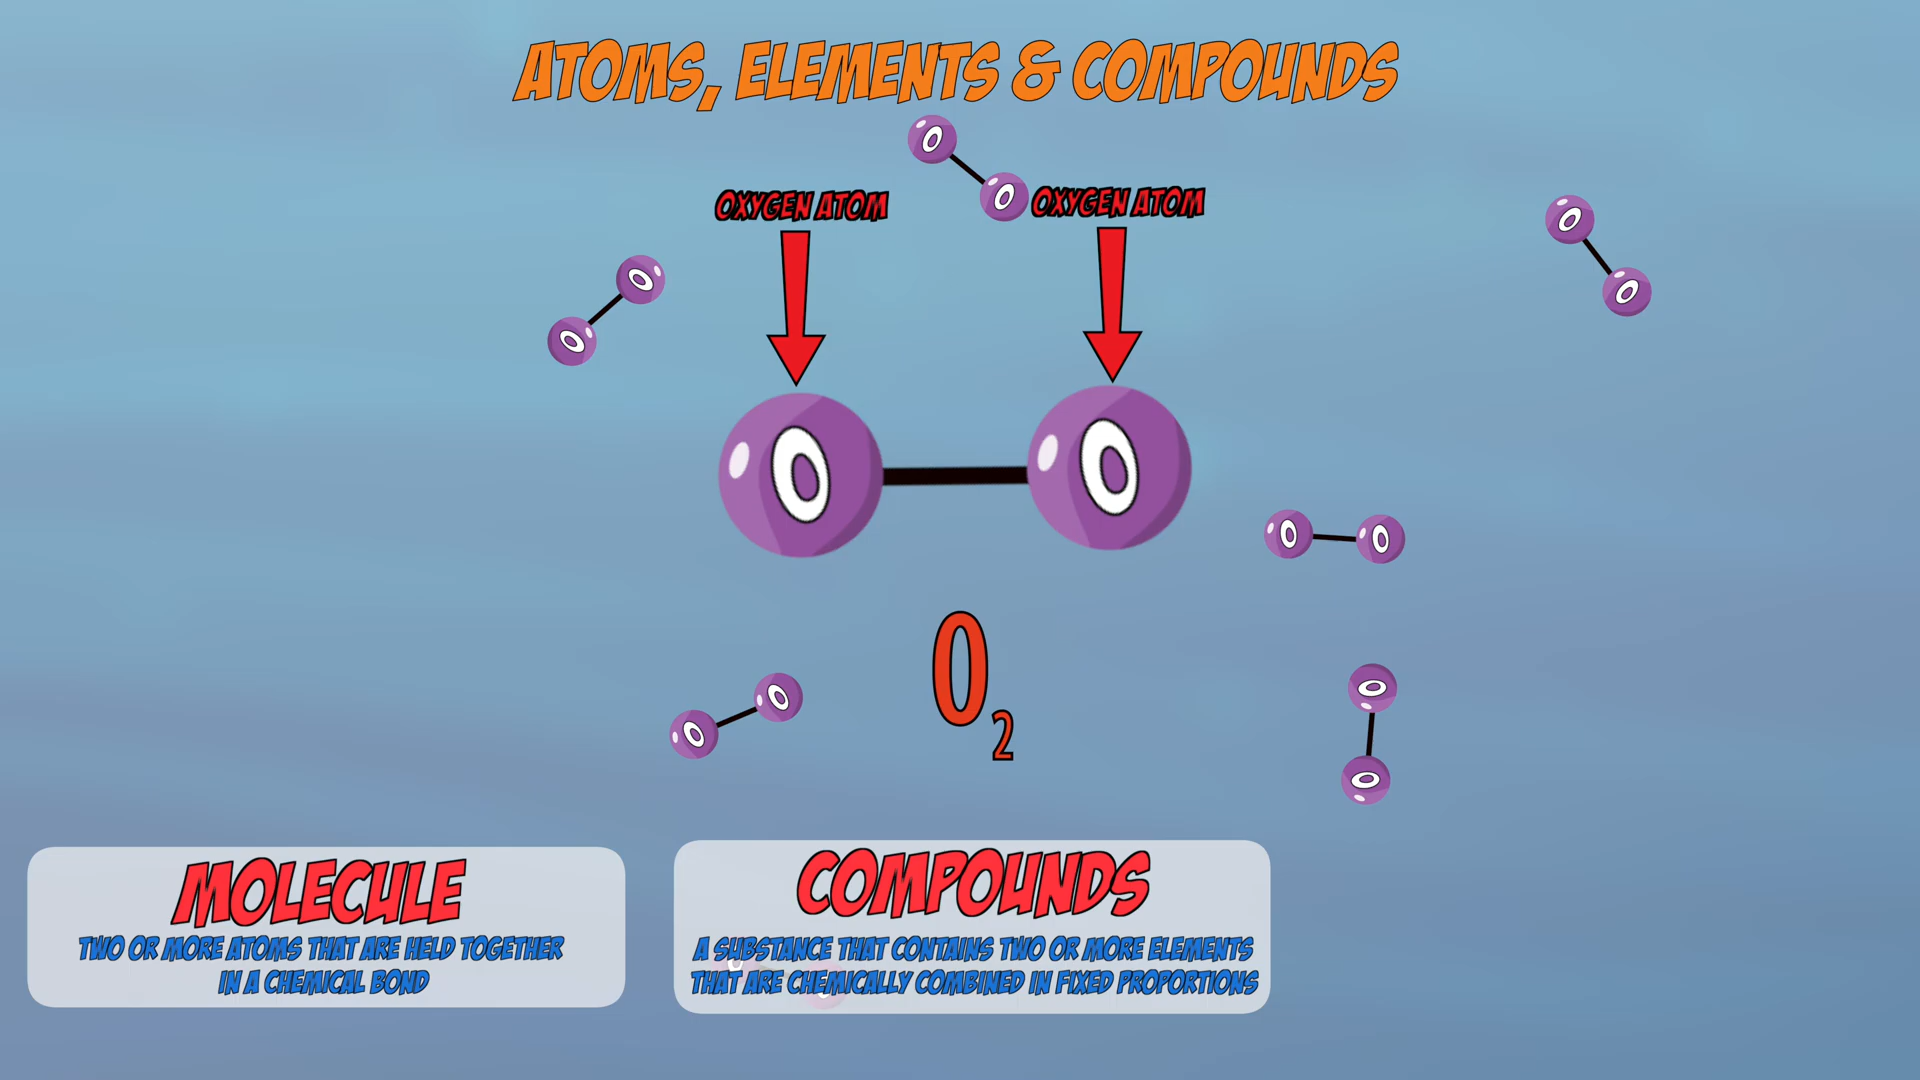 ATOMS, ELEMENTS & COMPOUNDS
O
O
OXYGEN ATOM
OXYGEN ATOM
O
O
O
O
O
O
O
O
O
O
O
O
O2
MOLECULE
TWO OR MORE ATOMS THAT ARE HELD TOGETHER
IN A CHEMICAL BOND
COMPOUNDS
A SUBSTANCE THAT CONTAINS TWO OR MORE ELEMENTS
THAT ARE CHEMICALLY COMBINED IN FIXED PROPORTIONS